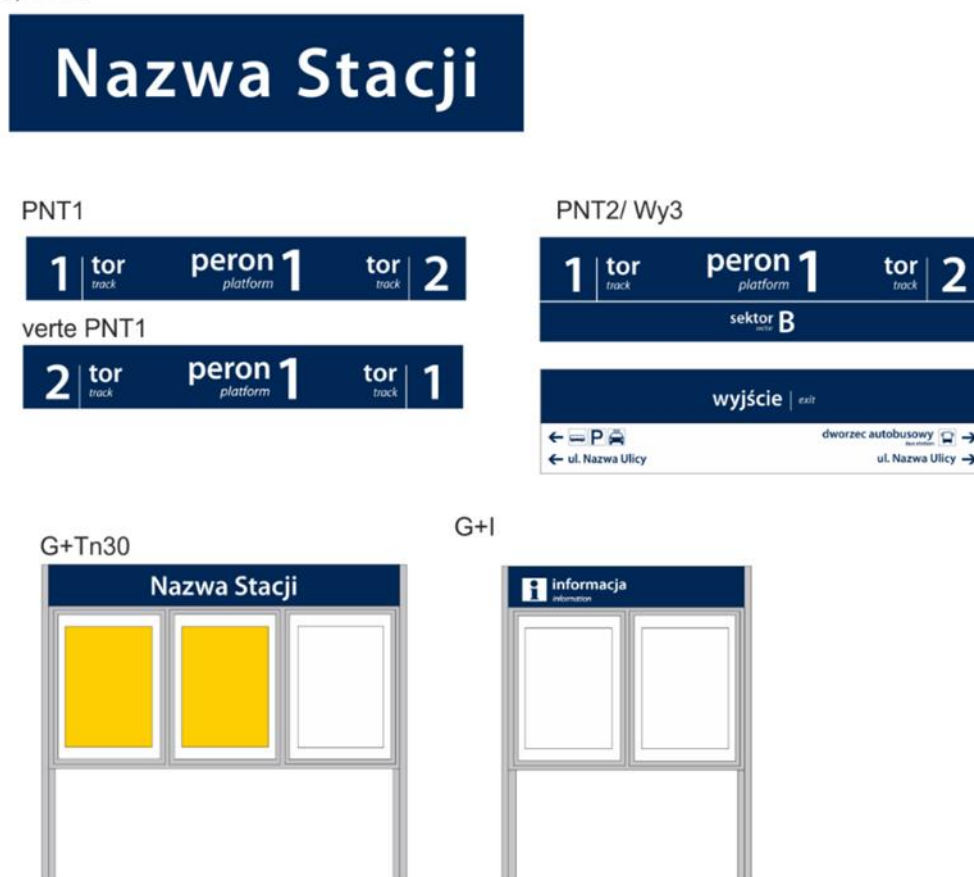 Nazwa Stacji
PNT1
1 tor peron 1 tor 2
track platform track
verte PNT1
2 tor peron 1 tor 1
track platform track
PNT2/ Wy3
1 tor peron 1 tor 2
track platform track
sektor B
wyjście | exit
P
dworzec autobusowy
← ul. Nazwa Ulicy
ul. Nazwa Ulicy →
G+Tn30
Nazwa Stacji
G+I
i informacja
information